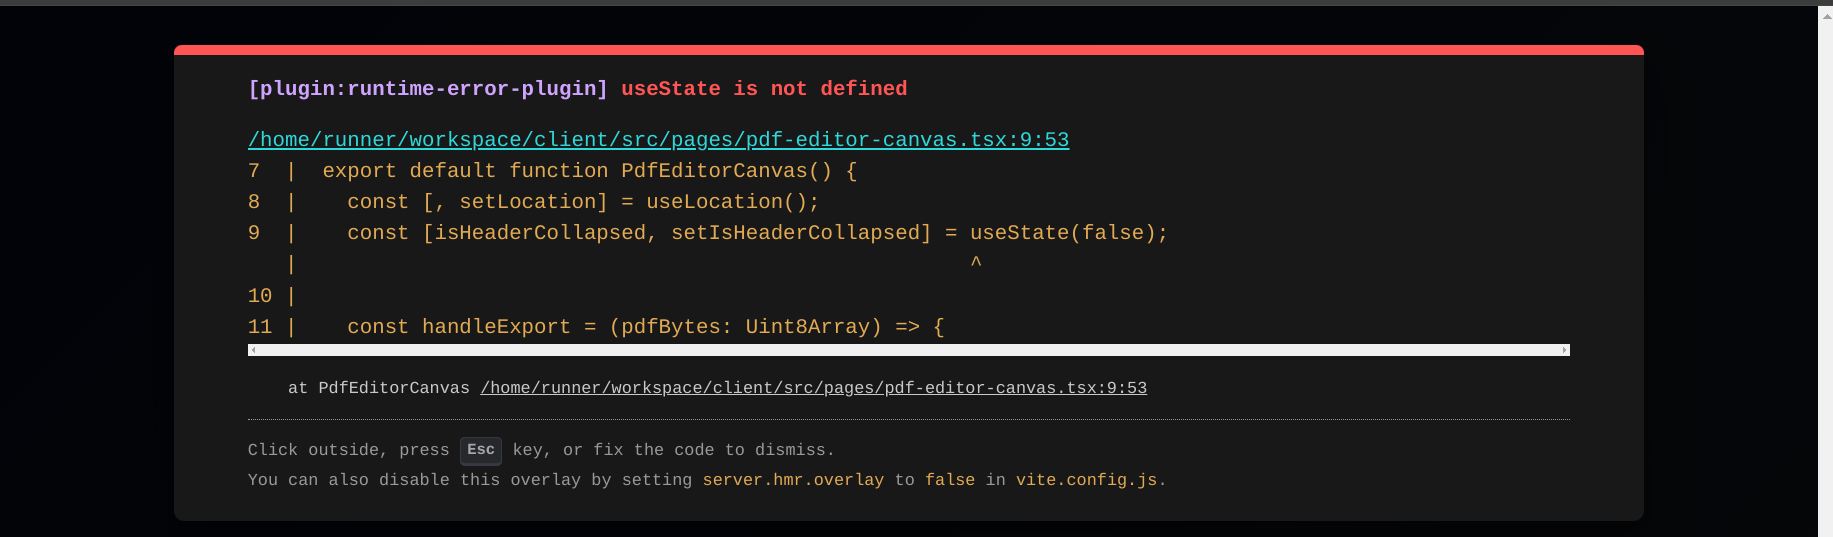 [plugin:runtime-error-plugin] useState is not defined
/home/runner/workspace/client/src/pages/pdf-editor-canvas.tsx:9:53
7  |  export default function PdfEditorCanvas() {
8  |    const [, setLocation] = useLocation();
9  |    const [isHeaderCollapsed, setIsHeaderCollapsed] = useState(false);
   |                                                      ^
10 |
11 |    const handleExport = (pdfBytes: Uint8Array) => {
at PdfEditorCanvas /home/runner/workspace/client/src/pages/pdf-editor-canvas.tsx:9:53
Click outside, press Esc key, or fix the code to dismiss.
You can also disable this overlay by setting server.hmr.overlay to false in vite.config.js.